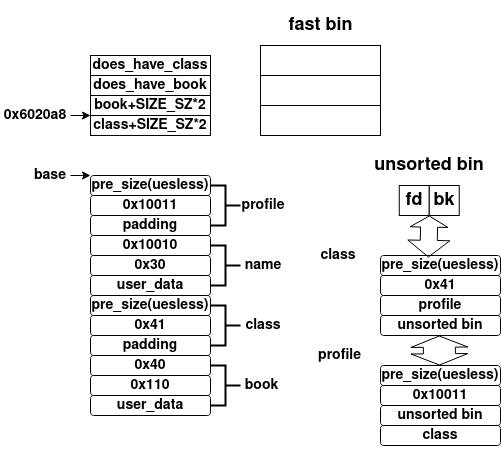 fast bin
does_have_class
does_have_book
book+SIZE_SZ*2
0x6020a8
class+SIZE_SZ*2
base
pre_size(uesless)
0x10011
profile
padding
0x10010
0x30
name
user_data
pre_size(uesless)
0x41
class
padding
0x40
0x110
book
user_data
unsorted bin
fd bk
class
pre_size(uesless)
0x41
profile
unsorted bin
profile
pre_size(uesless)
0x10011
unsorted bin
class